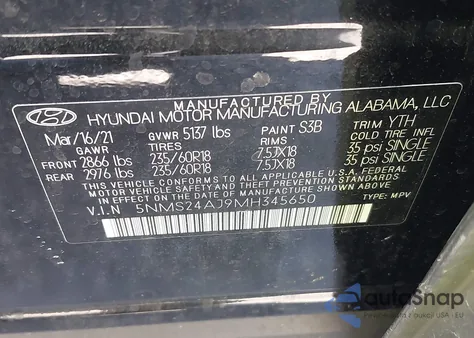 MANUFACTURED BY
HYUNDAI MOTOR MANUFACTURING ALABAMA, LLC
Mar/16/21 GVWR 5137 lbs PAINT S3B TRIM YTH
GAWR TIRES RIMS COLD TIRE INFL
FRONT 2866 lbs 235/60R18 7.5JX18 35 psi SINGLE
REAR 2976 lbs 235/60R18 7.5JX18 35 psi SINGLE
THIS VEHICLE CONFORMS TO ALL APPLICABLE U.S.A. FEDERAL
MOTOR VEHICLE SAFETY, BUMPER, AND THEFT
PREVENTION STANDARDS IN EFFECT ON THE DATE OF
MANUFACTURE SHOWN ABOVE.
V.I.N 5NMS24AJ9MH345650 TYPE: MPV
autoSnap